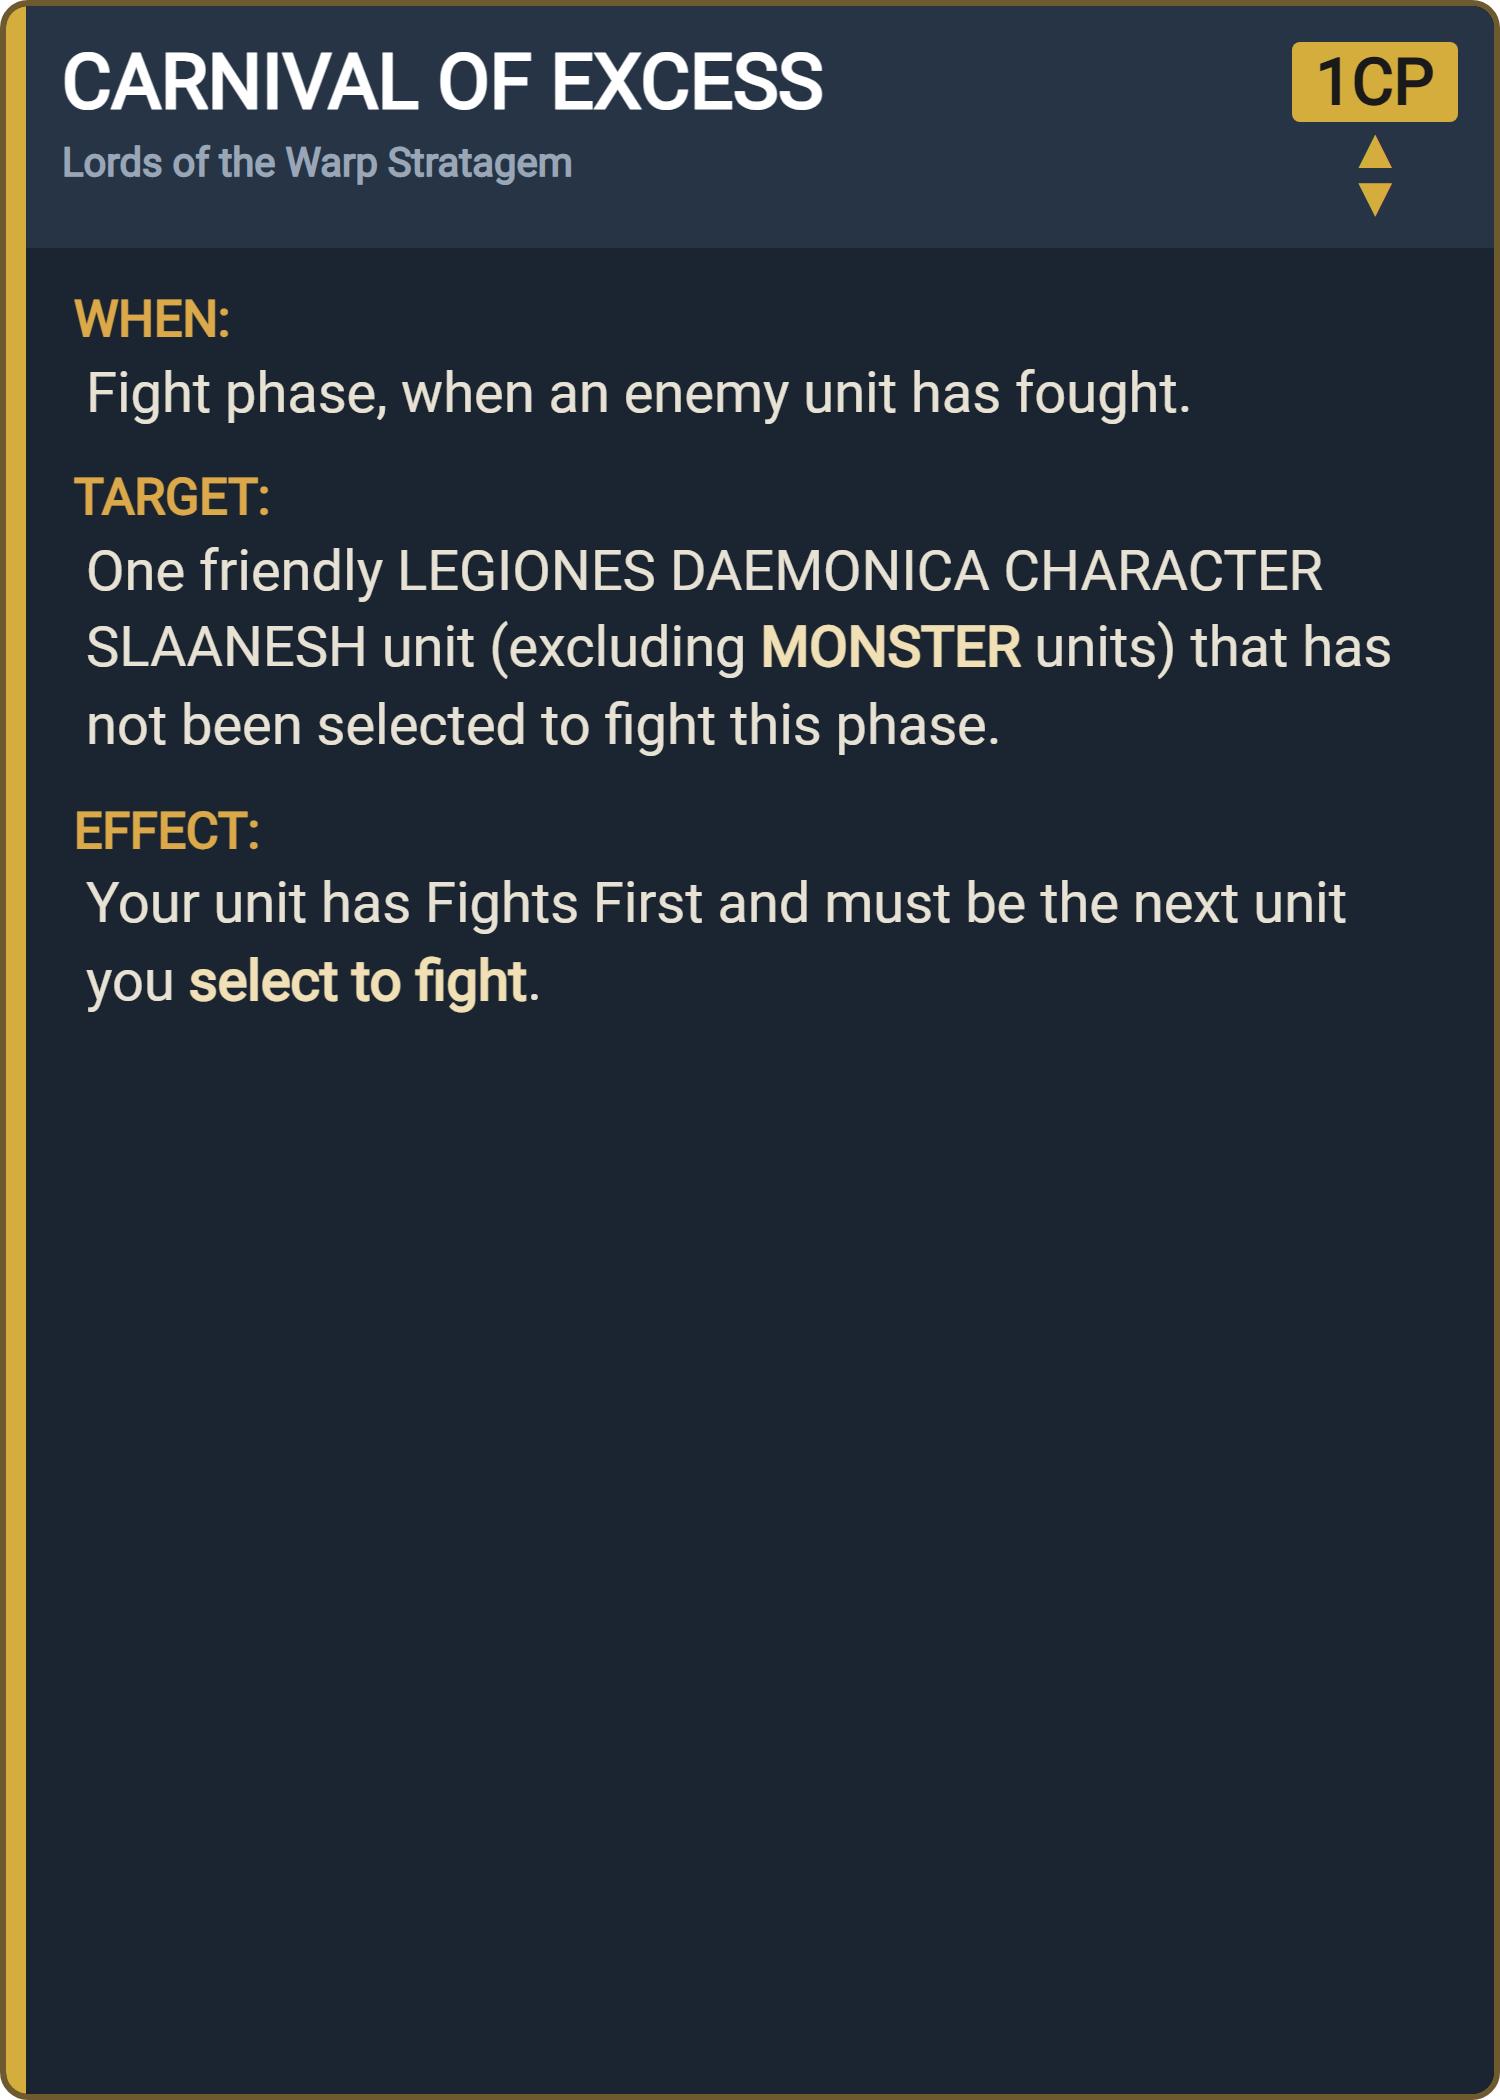 CARNIVAL OF EXCESS
1CP
Lords of the Warp Stratagem
▲
▼
WHEN:
Fight phase, when an enemy unit has fought.
TARGET:
One friendly LEGIONES DAEMONICA CHARACTER
SLAANESH unit (excluding MONSTER units) that has
not been selected to fight this phase.
EFFECT:
Your unit has Fights First and must be the next unit
you select to fight.